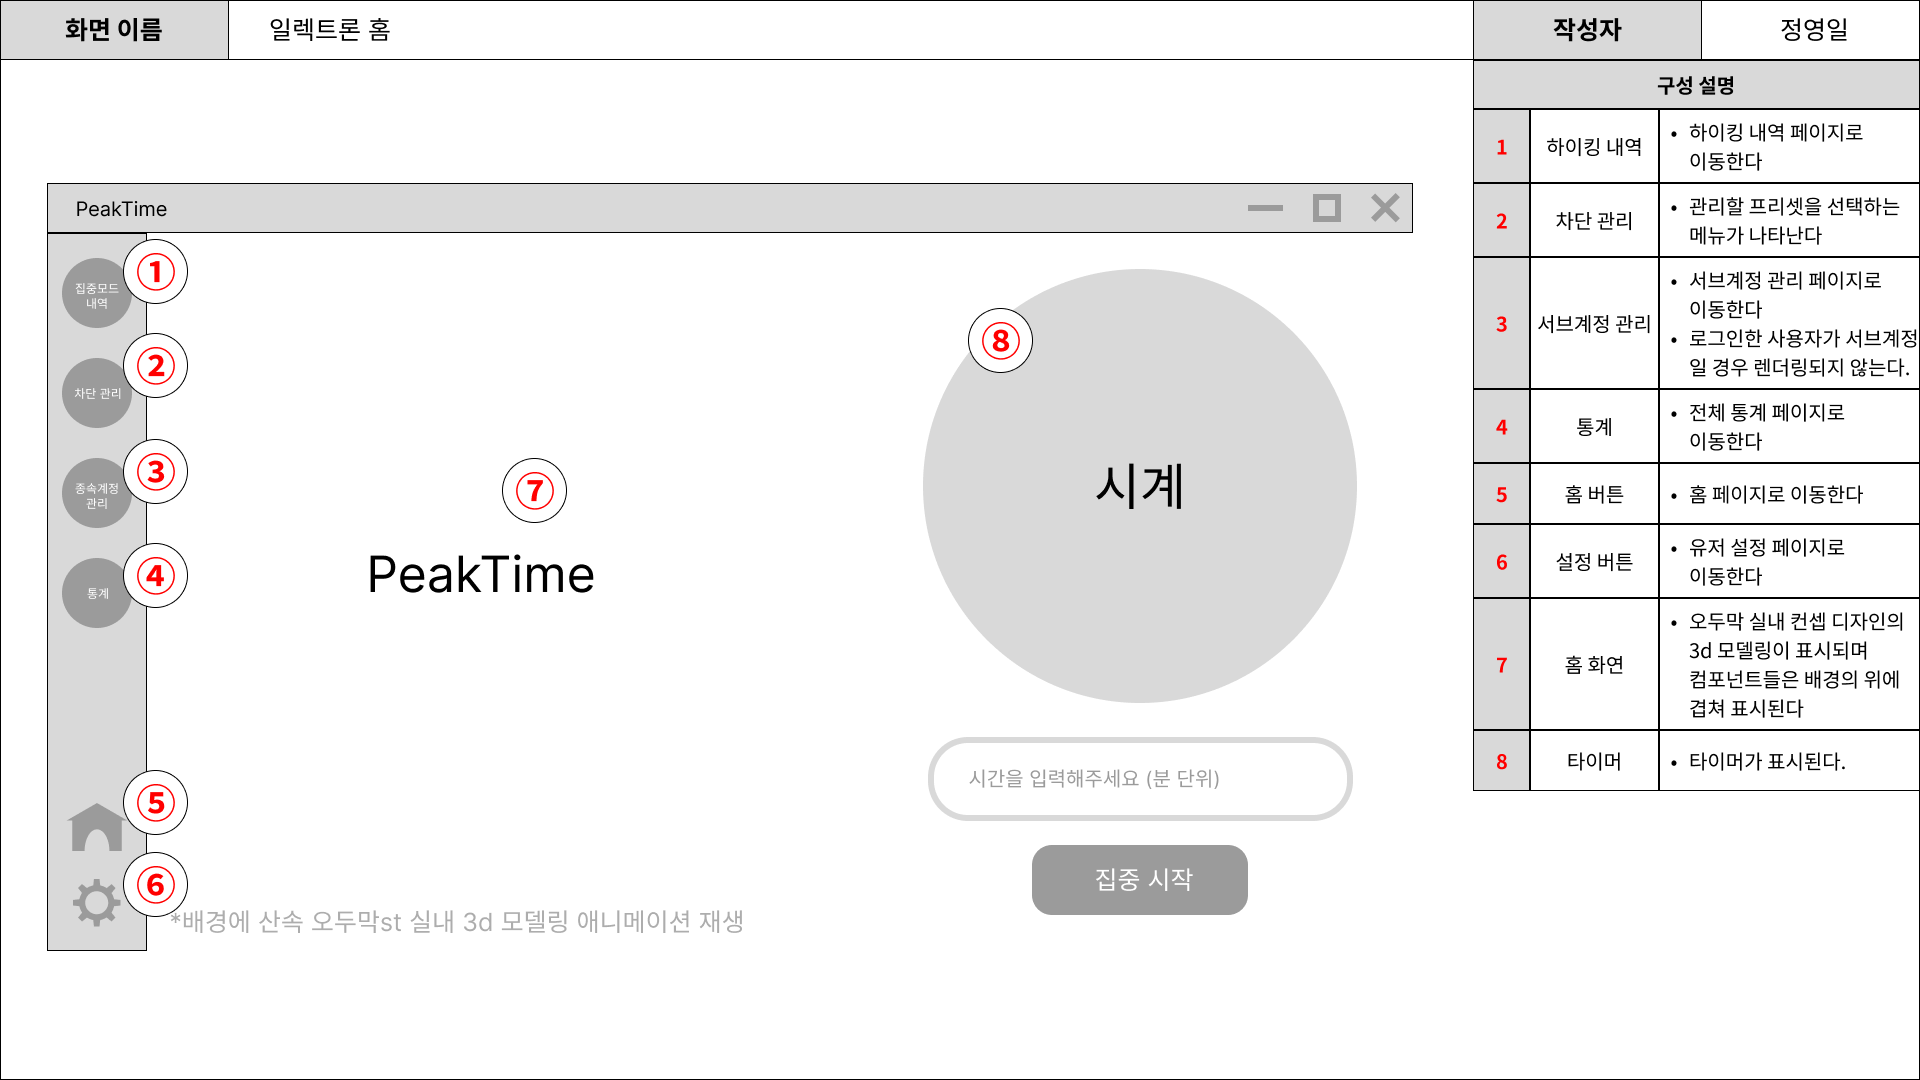 화면 이름
일렉트론 홈
작성자
정영일
PeakTime
집중모드
내역
①
차단 관리
②
종속계정
관리
③
통계
④
⑤
⑥
⑦
PeakTime
*배경에 산속 오두막st 실내 3d 모델링 애니메이션 재생
⑧
시계
시간을 입력해주세요 (분 단위)
집중 시작
구성 설명
1
하이킹 내역
• 하이킹 내역 페이지로
이동한다
2
차단 관리
• 관리할 프리셋을 선택하는
메뉴가 나타난다
3
서브계정 관리
• 서브계정 관리 페이지로
이동한다
• 로그인한 사용자가 서브계정
일 경우 렌더링되지 않는다.
4
통계
• 전체 통계 페이지로
이동한다
5
홈 버튼
• 홈 페이지로 이동한다
6
설정 버튼
• 유저 설정 페이지로
이동한다
7
홈 화연
• 오두막 실내 컨셉 디자인의
3d 모델링이 표시되며
컴포넌트들은 배경의 위에
겹쳐 표시된다
8
타이머
• 타이머가 표시된다.